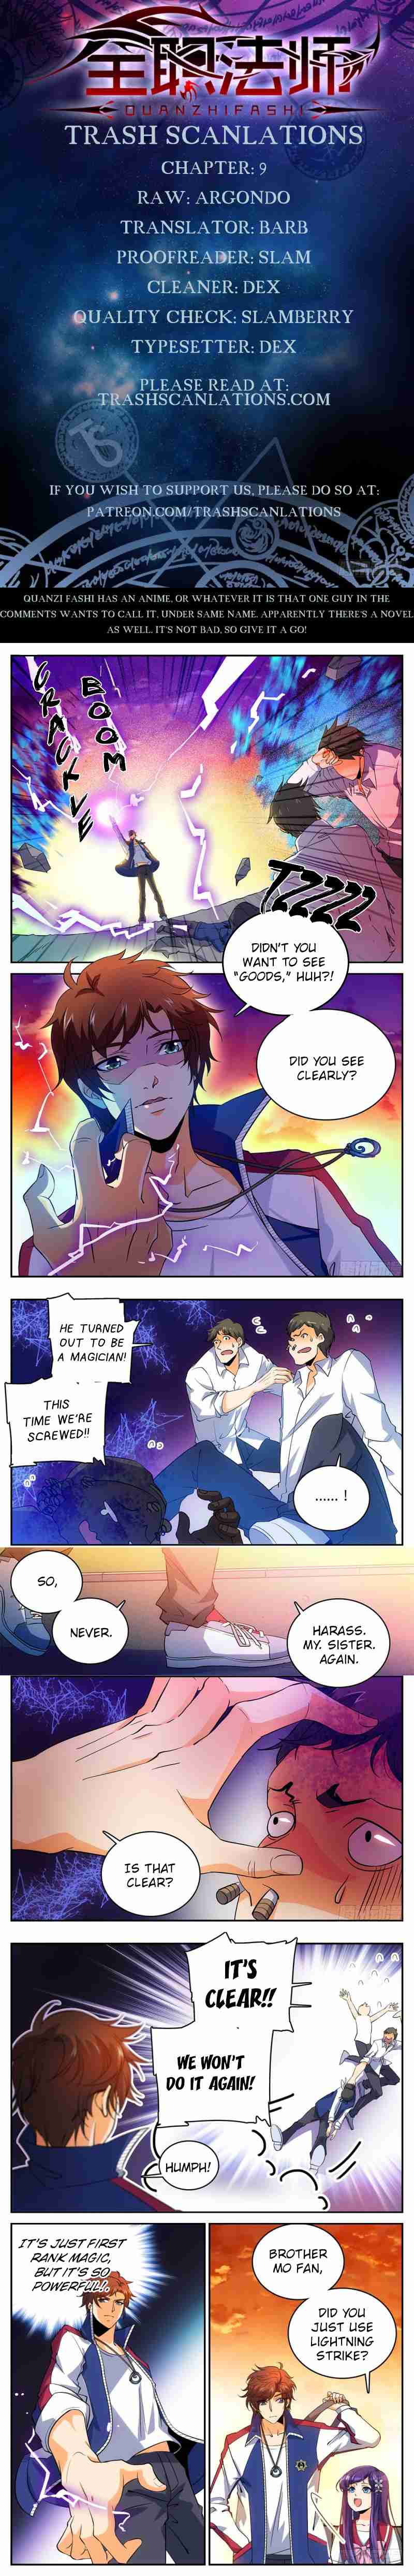 全职法师
QUANZHIFASHI
TRASH SCANLATIONS
CHAPTER: 9
RAW: ARGONDO
TRANSLATOR: BARB
PROOFREADER: SLAM
CLEANER: DEX
QUALITY CHECK: SLAMBERRY
TYPESETTER: DEX
PLEASE READ AT:
TRASHSCANLATIONS.COM
TS
IF YOU WISH TO SUPPORT US, PLEASE DO SO AT:
PATREON.COM/TRASHSCANLATIONS
QUANZI FASHI HAS AN ANIME, OR WHATEVER IT IS THAT ONE GUY IN THE
COMMENTS WANTS TO CALL IT, UNDER SAME NAME. APPARENTLY THERE'S A NOVEL
AS WELL. IT'S NOT BAD, SO GIVE IT A GO!
CRACKLE
BOOM
TZZZZ
DIDN'T YOU
WANT TO SEE
"GOODS," HUH?!
DID YOU SEE
CLEARLY?
HE TURNED
OUT TO BE
A MAGICIAN!
THIS
TIME WE'RE
SCREWED!!
......!
SO,
NEVER.
HARASS.
MY. SISTER.
AGAIN.
IS THAT
CLEAR?
IT'S
CLEAR!!
WE WON'T
DO IT AGAIN!
HUMPH!
IT'S JUST FIRST
RANK MAGIC,
BUT IT'S SO
POWERFUL!.
BROTHER
MO FAN,
DID YOU
JUST USE
LIGHTNING
STRIKE?